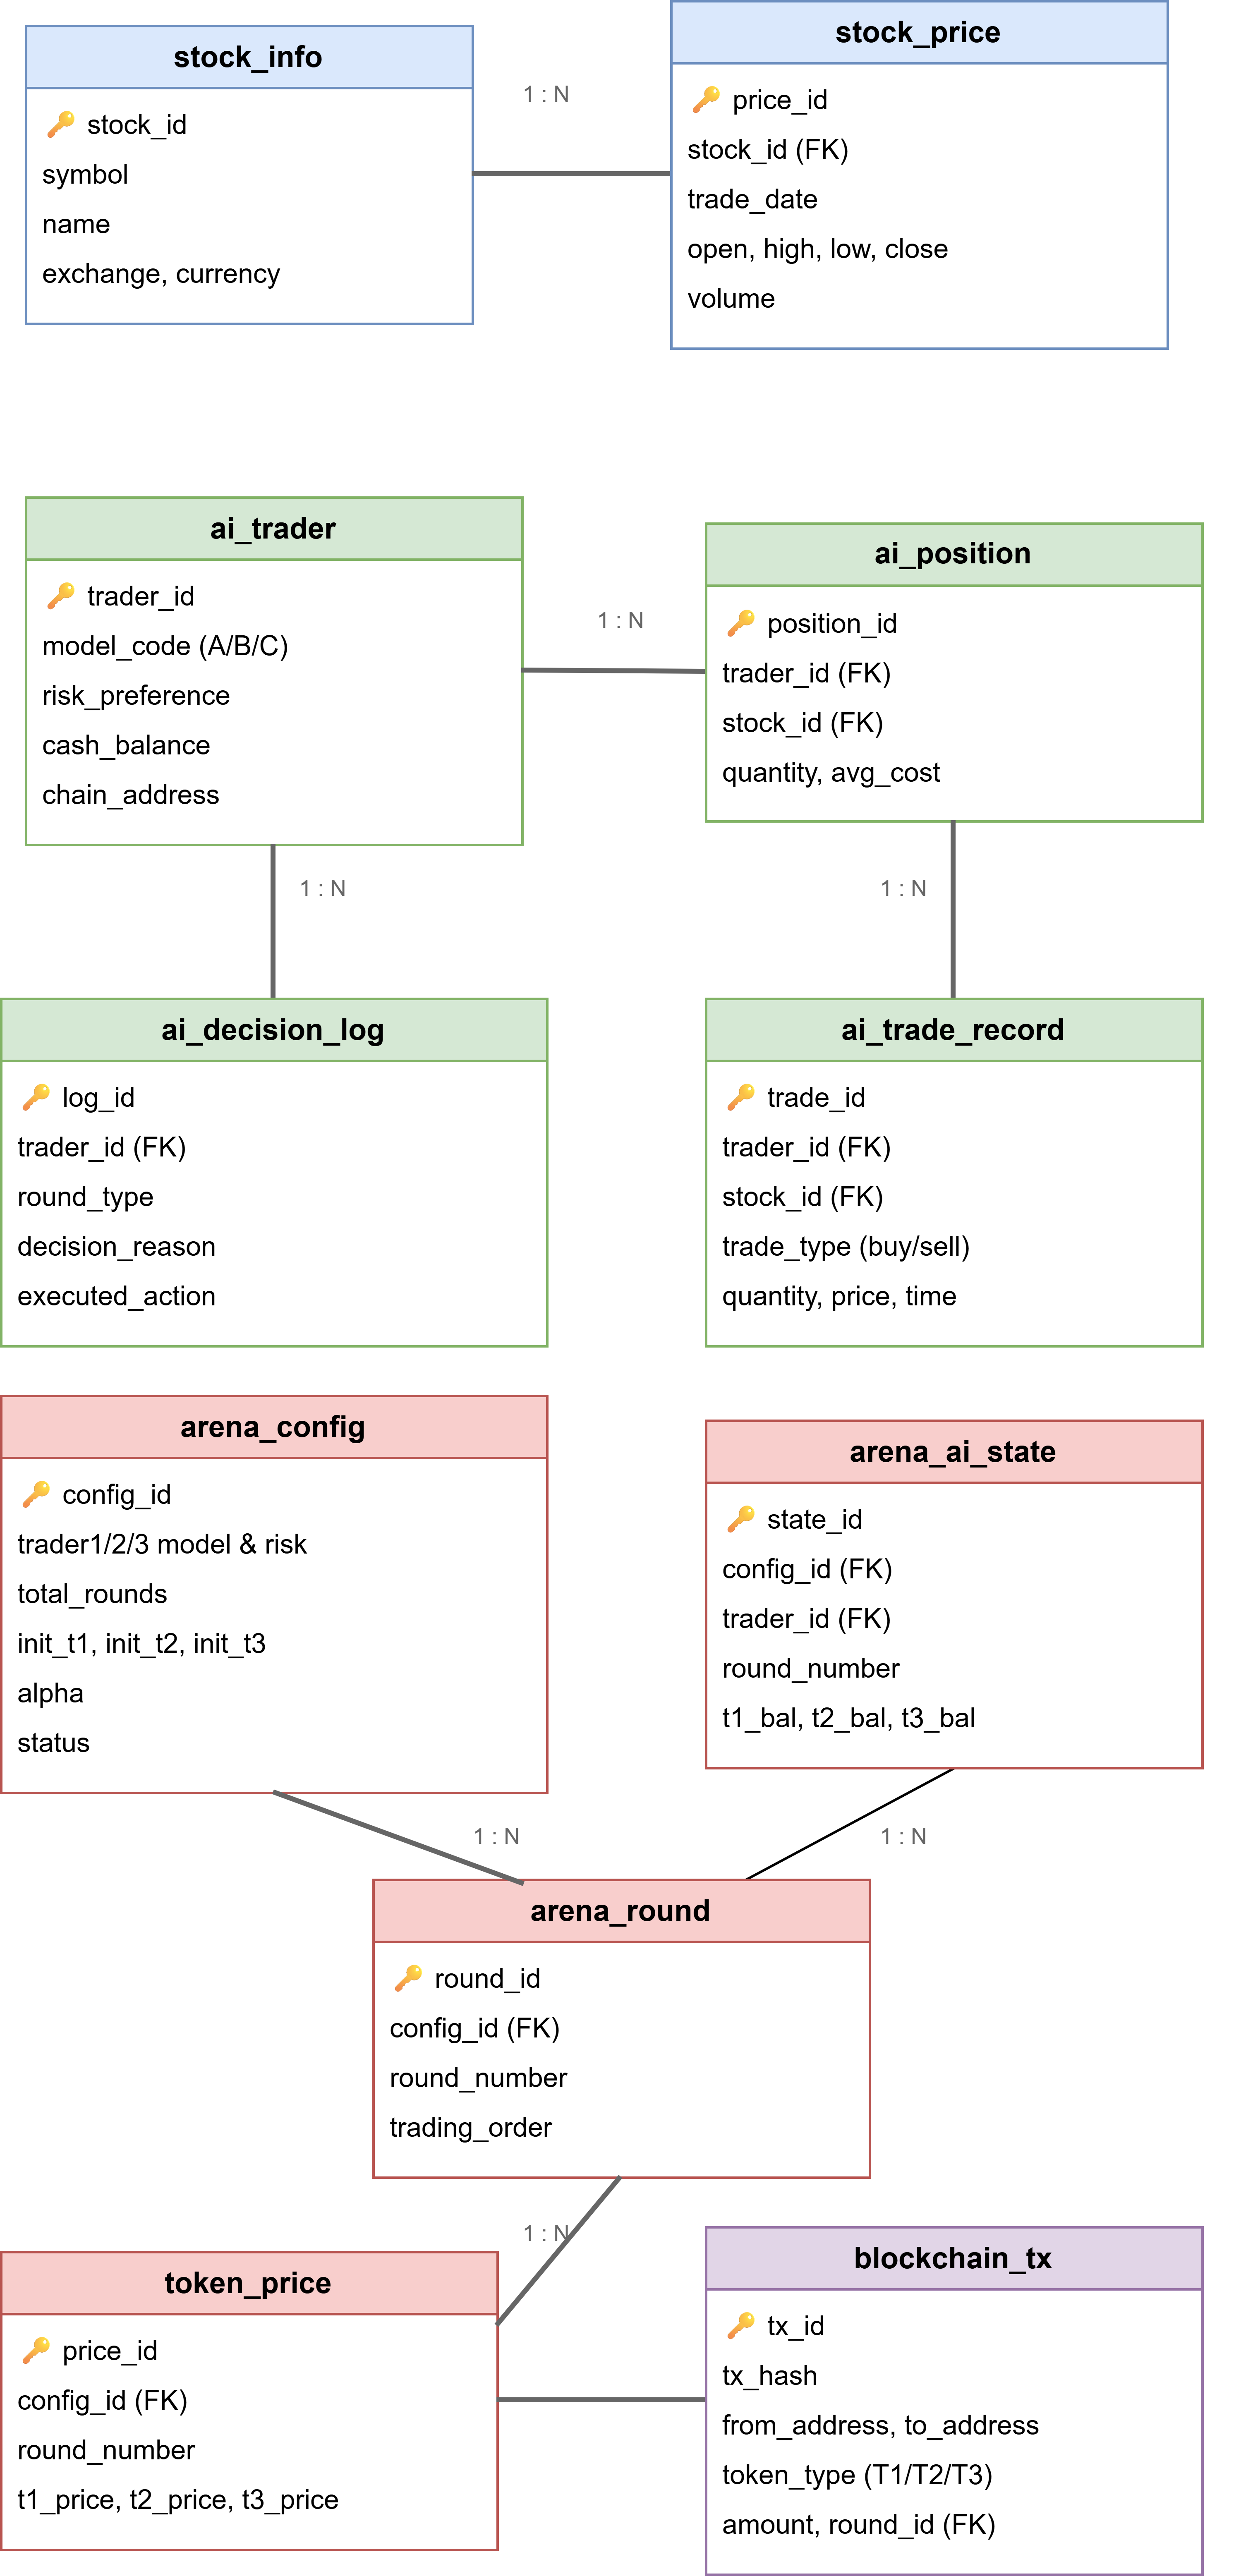 stock_info
stock_id
symbol
name
exchange, currency
1 : N
stock_price
price_id
stock_id (FK)
trade_date
open, high, low, close
volume
ai_trader
trader_id
model_code (A/B/C)
risk_preference
cash_balance
chain_address
1 : N
ai_position
position_id
trader_id (FK)
stock_id (FK)
quantity, avg_cost
1 : N
1 : N
ai_decision_log
log_id
trader_id (FK)
round_type
decision_reason
executed_action
ai_trade_record
trade_id
trader_id (FK)
stock_id (FK)
trade_type (buy/sell)
quantity, price, time
arena_config
config_id
trader1/2/3 model & risk
total_rounds
init_t1, init_t2, init_t3
alpha
status
arena_ai_state
state_id
config_id (FK)
trader_id (FK)
round_number
t1_bal, t2_bal, t3_bal
1 : N
1 : N
arena_round
round_id
config_id (FK)
round_number
trading_order
1 : N
token_price
price_id
config_id (FK)
round_number
t1_price, t2_price, t3_price
blockchain_tx
tx_id
tx_hash
from_address, to_address
token_type (T1/T2/T3)
amount, round_id (FK)